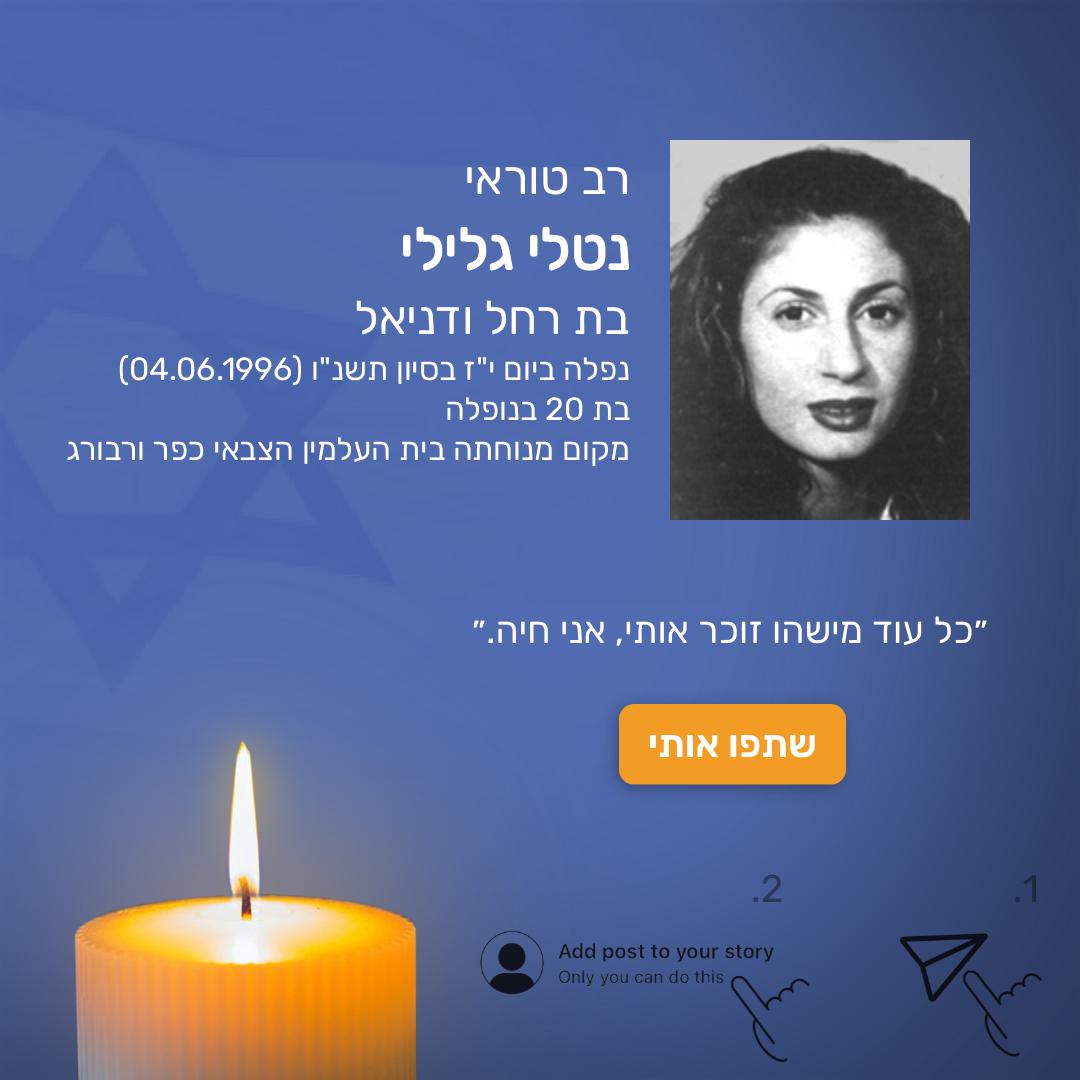 רב טוראי
נטלי גלילי
בת רחל ודניאל
נפלה ביום י"ז בסיון תשנ"ו (04.06.1996)
בת 20 בנופלה
מקום מנוחתה בית העלמין הצבאי כפר ורבורג
״כל עוד מישהו זוכר אותי, אני חיה.״
שתפו אותי
.1
.2
Add post to your story
Only you can do this